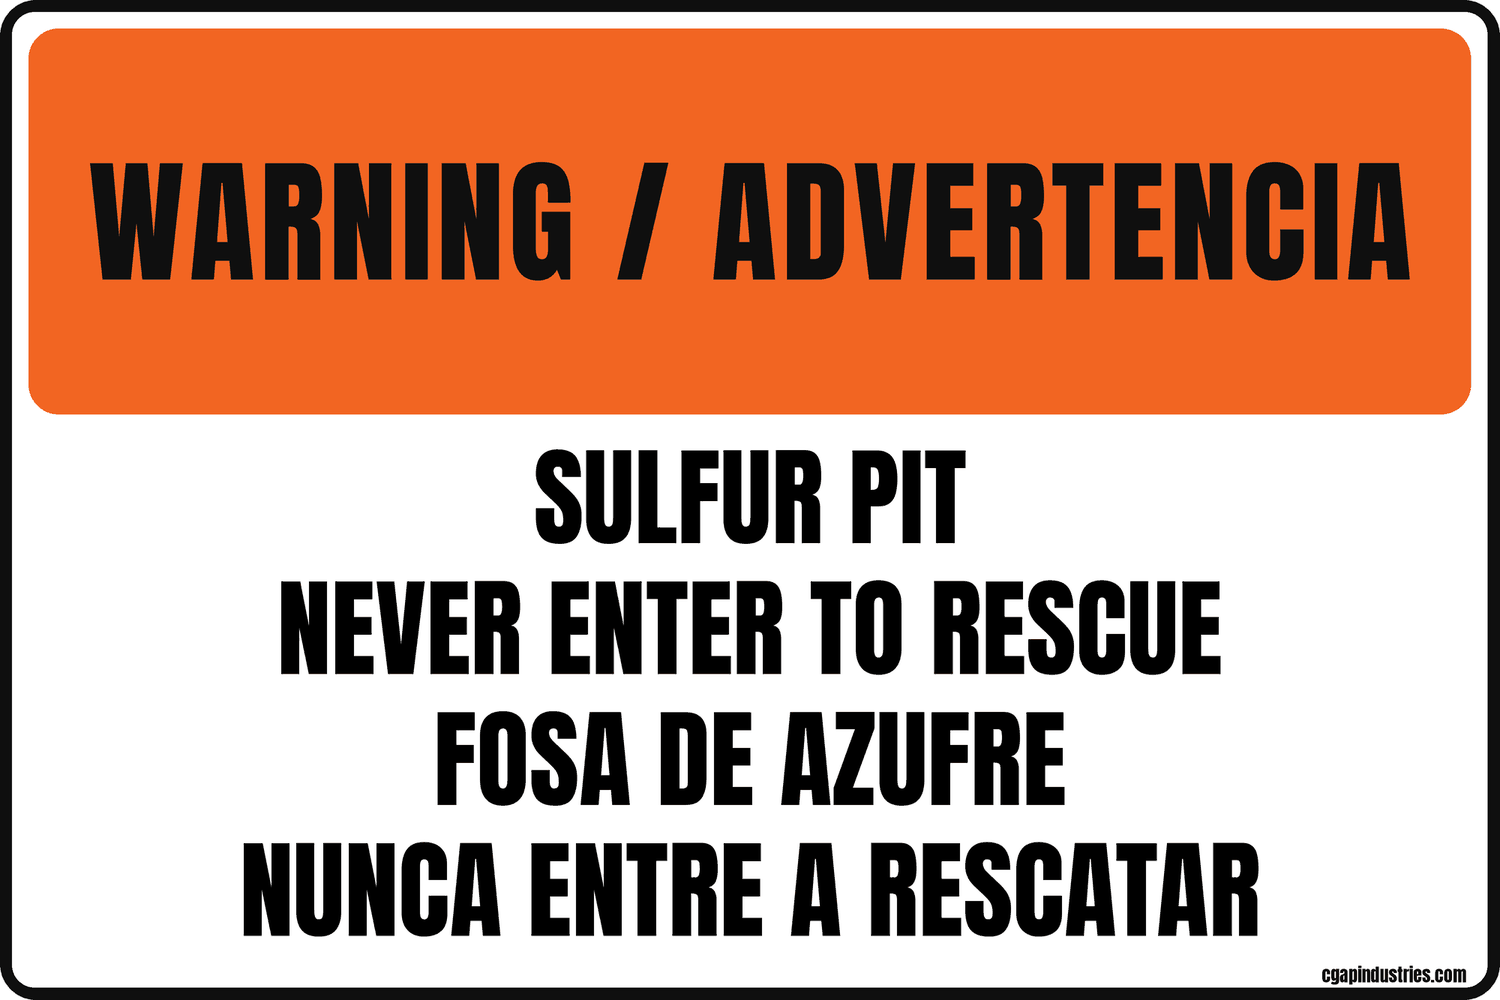 WARNING / ADVERTENCIA
SULFUR PIT
NEVER ENTER TO RESCUE
FOSA DE AZUFRE
NUNCA ENTRE A RESCATAR
cgapindustries.com